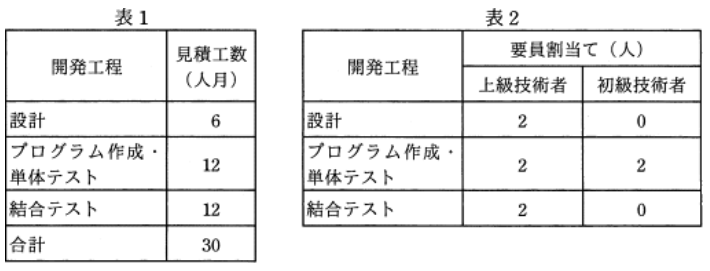 表1
開発工程 見積工数（人月）
設計 6
プログラム作成・単体テスト 12
結合テスト 12
合計 30
表2
開発工程 要員割当て（人）
上級技術者 初級技術者
設計 2 0
プログラム作成・単体テスト 2 2
結合テスト 2 0